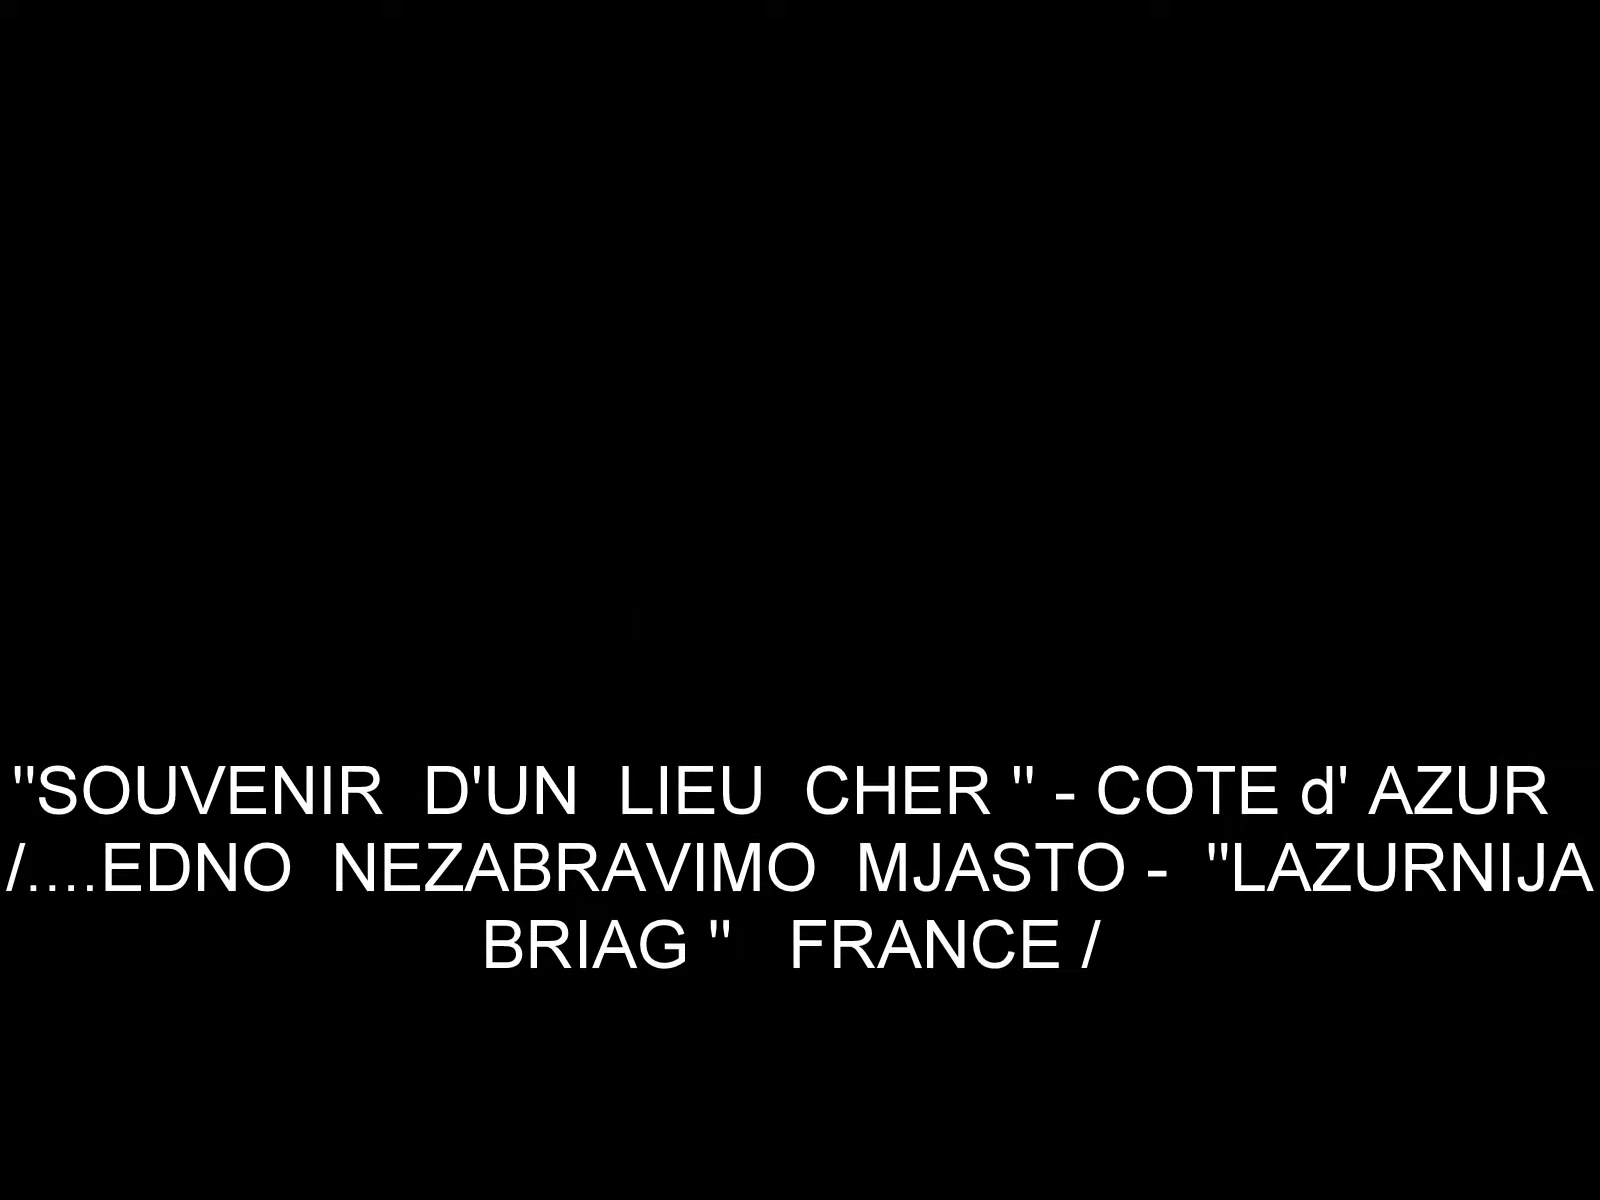 "SOUVENIR D'UN LIEU CHER " - COTE d' AZUR
/....EDNO NEZABRAVIMO MJASTO - "LAZURNIJA
BRIAG " FRANCE /